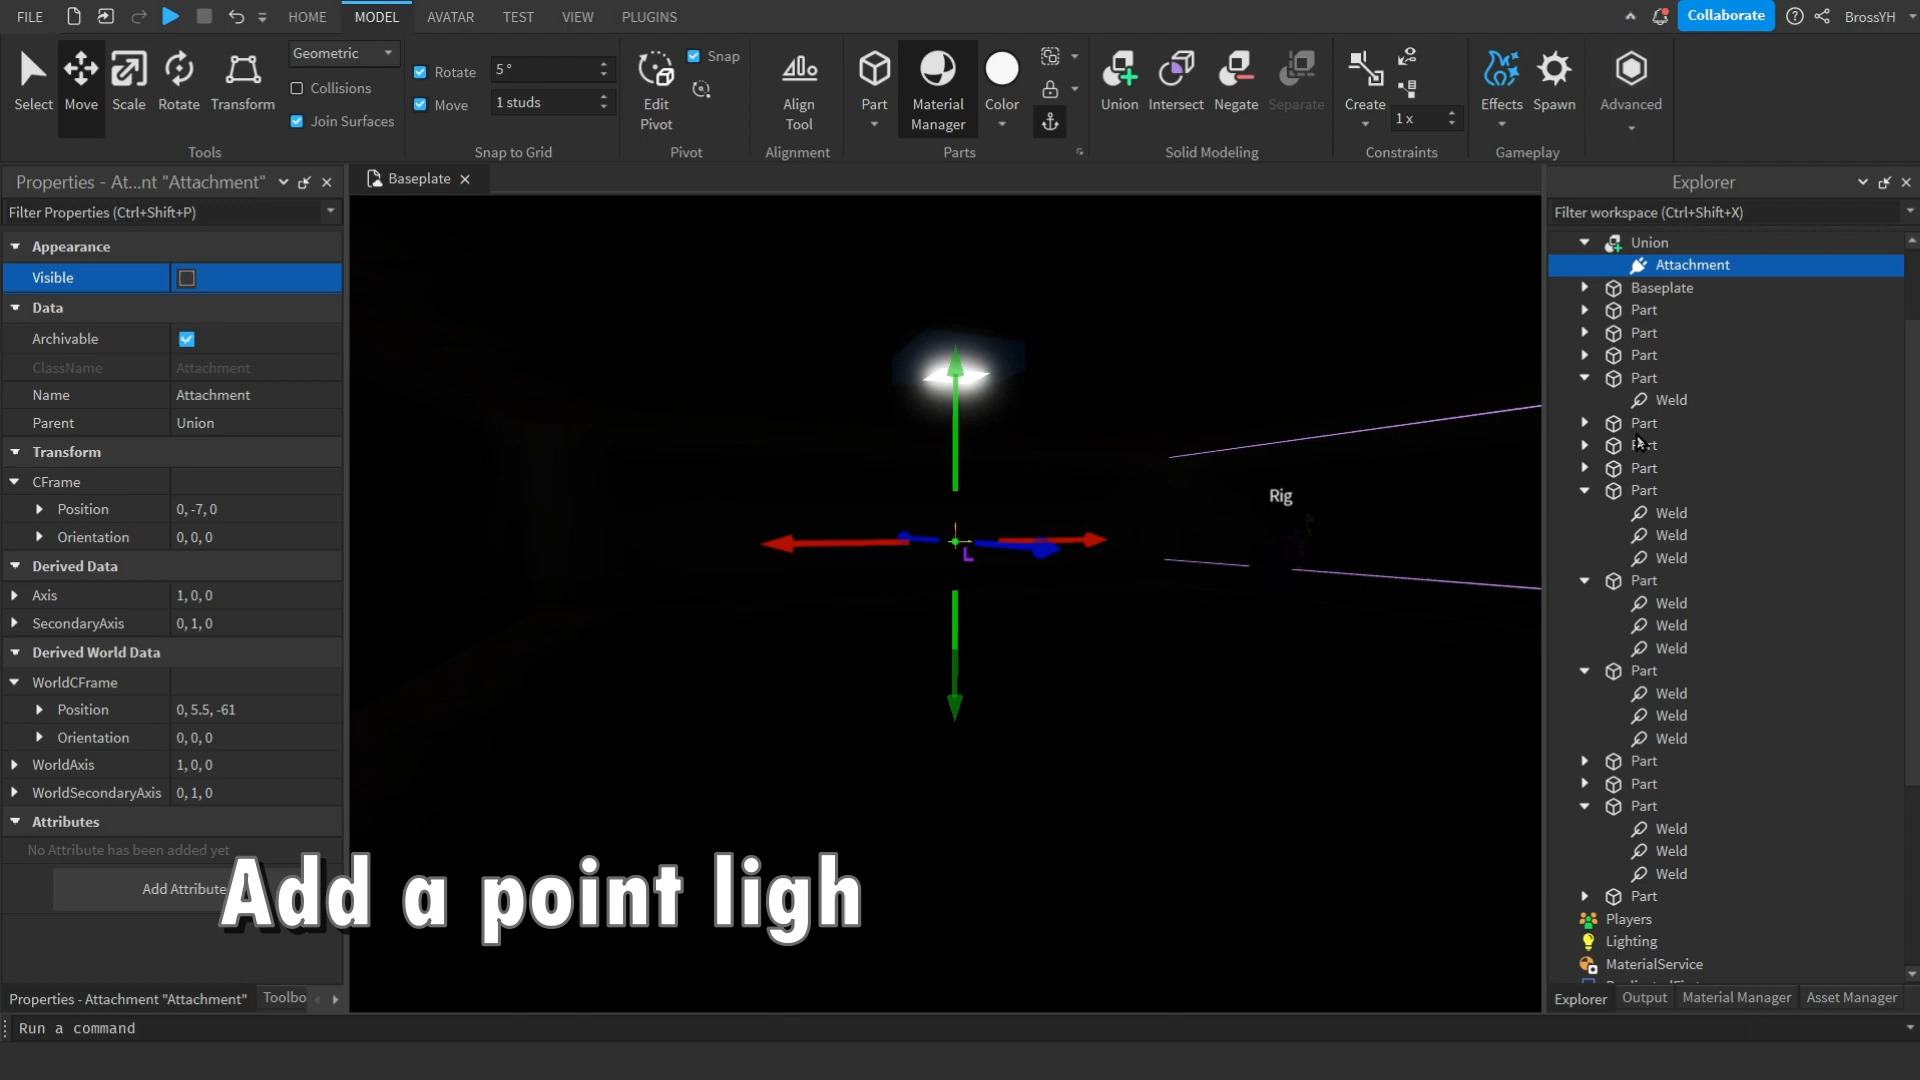 FILE HOME MODEL AVATAR TEST VIEW PLUGINS Collaborate BrossYH
Select Move Scale Rotate Transform
Geometric
Collisions
Join Surfaces
Tools
Rotate 5 °
Move 1 studs
Snap to Grid
Edit
Pivot
Snap
Pivot
Align
Tool
Alignment
Part Material
Manager Color
Parts
Union Intersect Negate Separate
Solid Modeling
Create 1 x
Constraints
Effects Spawn
Gameplay
Advanced
Properties - At...nt "Attachment"
Filter Properties (Ctrl+Shift+P)
Appearance
Visible
Data
Archivable
ClassName Attachment
Name Attachment
Parent Union
Transform
CFrame
Position 0, -7, 0
Orientation 0, 0, 0
Derived Data
Axis 1, 0, 0
SecondaryAxis 0, 1, 0
Derived World Data
WorldCFrame
Position 0, 5.5, -61
Orientation 0, 0, 0
WorldAxis 1, 0, 0
WorldSecondaryAxis 0, 1, 0
Attributes
No Attribute has been added yet
Add Attribute
Properties - Attachment "Attachment" Toolbo
Run a command
Baseplate
Rig
L
Add a point ligh
Explorer
Filter workspace (Ctrl+Shift+X)
Union
Attachment
Baseplate
Part
Part
Part
Part
Weld
Part
Part
Part
Part
Weld
Weld
Weld
Part
Weld
Weld
Weld
Part
Weld
Weld
Weld
Part
Part
Part
Weld
Weld
Weld
Part
Players
Lighting
MaterialService
Explorer Output Material Manager Asset Manager